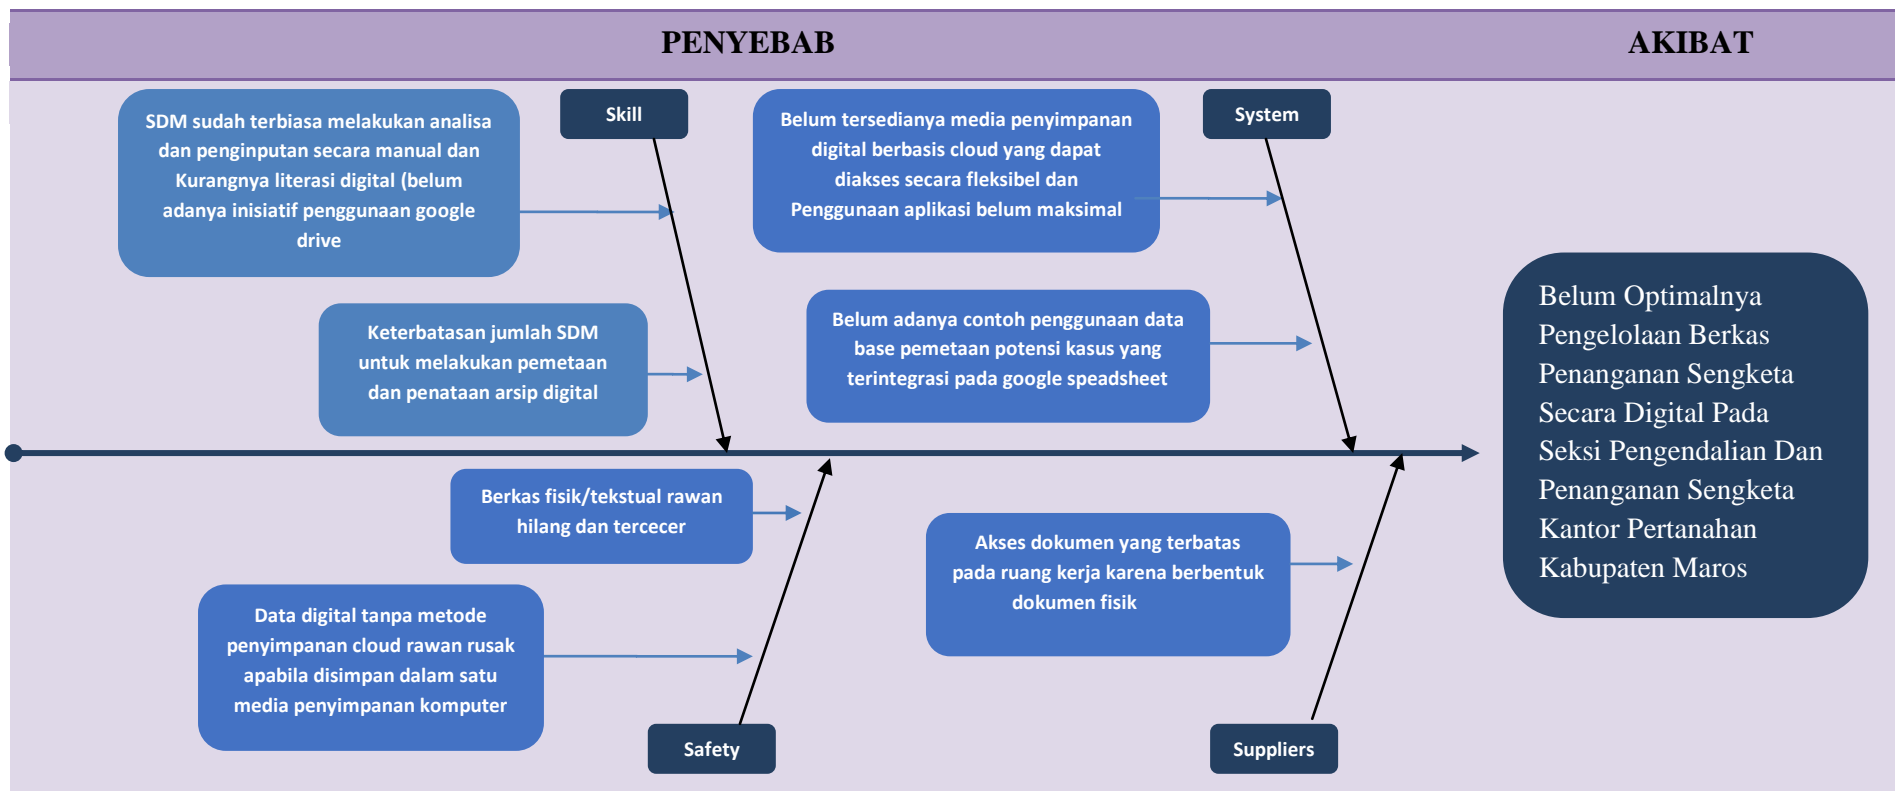 PENYEBAB
AKIBAT
Skill
SDM sudah terbiasa melakukan analisa
dan penginputan secara manual dan
Kurangnya literasi digital (belum
adanya inisiatif penggunaan google
drive
Keterbatasan jumlah SDM
untuk melakukan pemetaan
dan penataan arsip digital
System
Belum tersedianya media penyimpanan
digital berbasis cloud yang dapat
diakses secara fleksibel dan
Penggunaan aplikasi belum maksimal
Belum adanya contoh penggunaan data
base pemetaan potensi kasus yang
terintegrasi pada google speadsheet
Berkas fisik/tekstual rawan
hilang dan tercecer
Data digital tanpa metode
penyimpanan cloud rawan rusak
apabila disimpan dalam satu
media penyimpanan komputer
Safety
Akses dokumen yang terbatas
pada ruang kerja karena berbentuk
dokumen fisik
Suppliers
Belum Optimalnya
Pengelolaan Berkas
Penanganan Sengketa
Secara Digital Pada
Seksi Pengendalian Dan
Penanganan Sengketa
Kantor Pertanahan
Kabupaten Maros